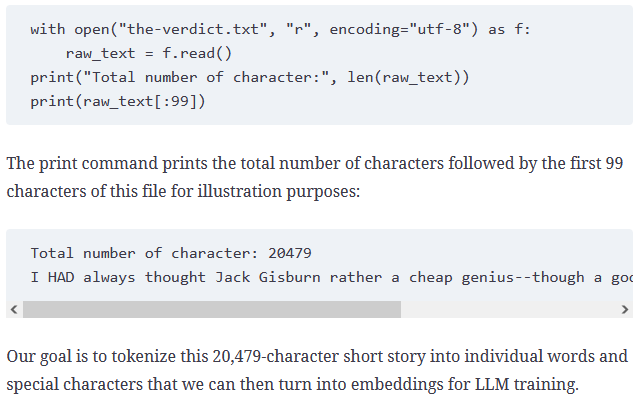 with open("the-verdict.txt", "r", encoding="utf-8") as f:
    raw_text = f.read()
print("Total number of character:", len(raw_text))
print(raw_text[:99])
The print command prints the total number of characters followed by the first 99
characters of this file for illustration purposes:
Total number of character: 20479
I HAD always thought Jack Gisburn rather a cheap genius--though a goo
Our goal is to tokenize this 20,479-character short story into individual words and
special characters that we can then turn into embeddings for LLM training.